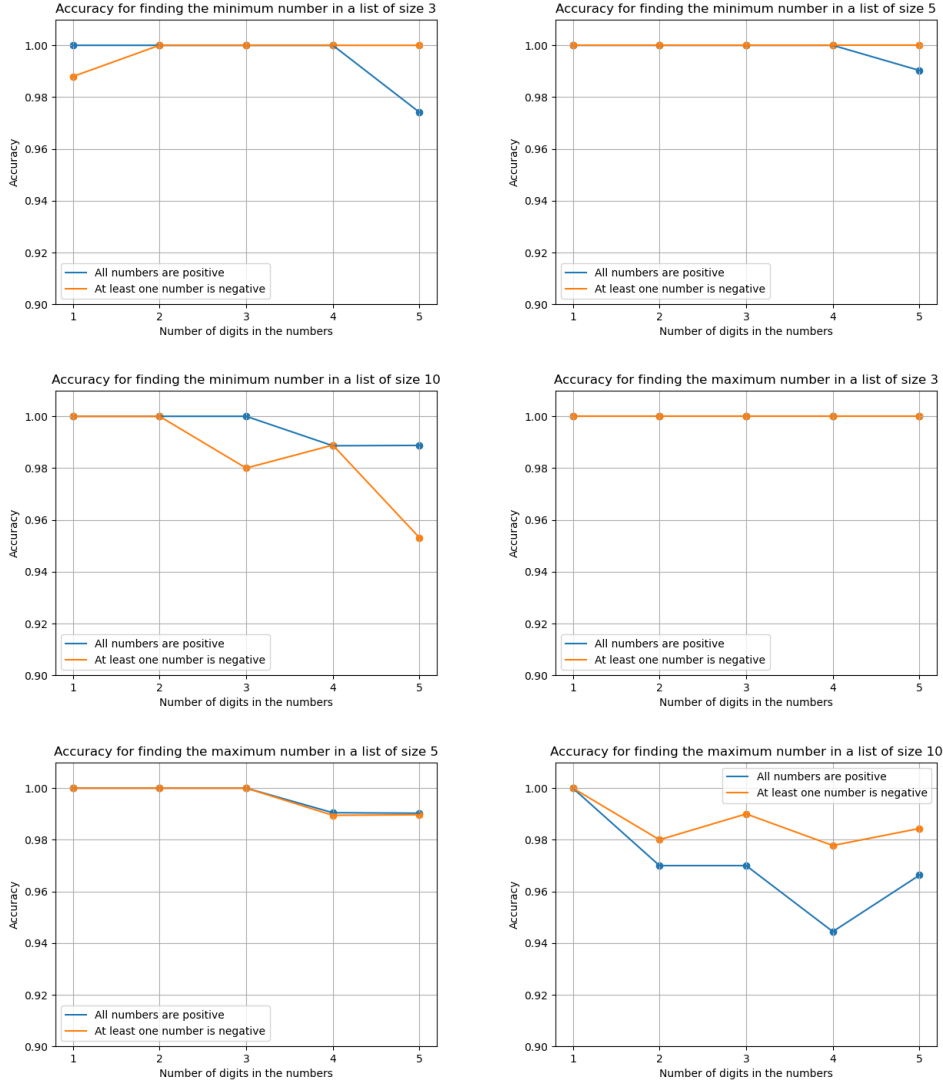 Accuracy for finding the minimum number in a list of size 3
1.00
0.98
0.96
0.94
0.92
0.90
Accuracy
All numbers are positive
At least one number is negative
1 2 3 4 5
Number of digits in the numbers
Accuracy for finding the minimum number in a list of size 5
1.00
0.98
0.96
0.94
0.92
0.90
Accuracy
All numbers are positive
At least one number is negative
1 2 3 4 5
Number of digits in the numbers
Accuracy for finding the minimum number in a list of size 10
1.00
0.98
0.96
0.94
0.92
0.90
Accuracy
All numbers are positive
At least one number is negative
1 2 3 4 5
Number of digits in the numbers
Accuracy for finding the maximum number in a list of size 3
1.00
0.98
0.96
0.94
0.92
0.90
Accuracy
All numbers are positive
At least one number is negative
1 2 3 4 5
Number of digits in the numbers
Accuracy for finding the maximum number in a list of size 5
1.00
0.98
0.96
0.94
0.92
0.90
Accuracy
All numbers are positive
At least one number is negative
1 2 3 4 5
Number of digits in the numbers
Accuracy for finding the maximum number in a list of size 10
All numbers are positive
At least one number is negative
1.00
0.98
0.96
0.94
0.92
0.90
Accuracy
1 2 3 4 5
Number of digits in the numbers